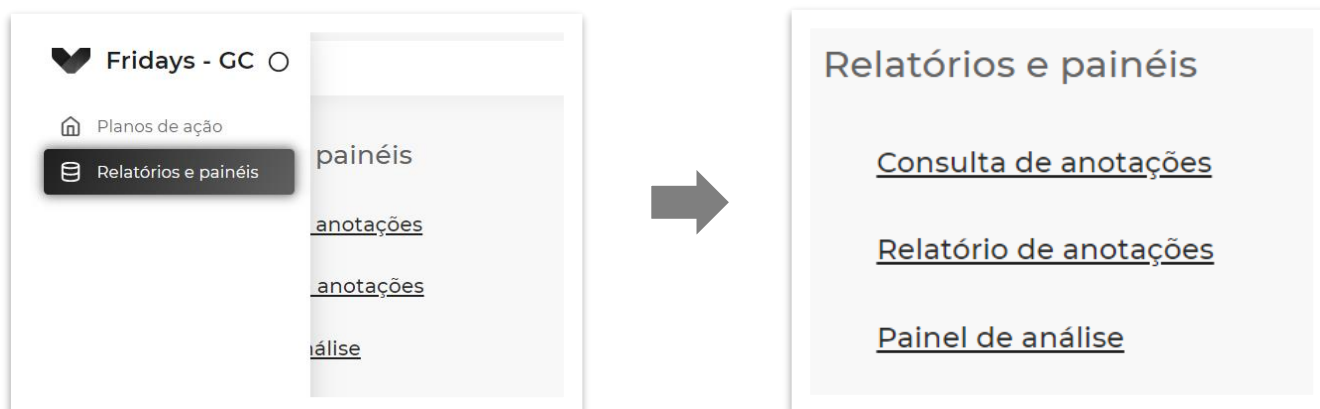 Fridays - GC
Planos de ação
Relatórios e painéis
painéis
anotações
anotações
álise
Relatórios e painéis
Consulta de anotações
Relatório de anotações
Painel de análise